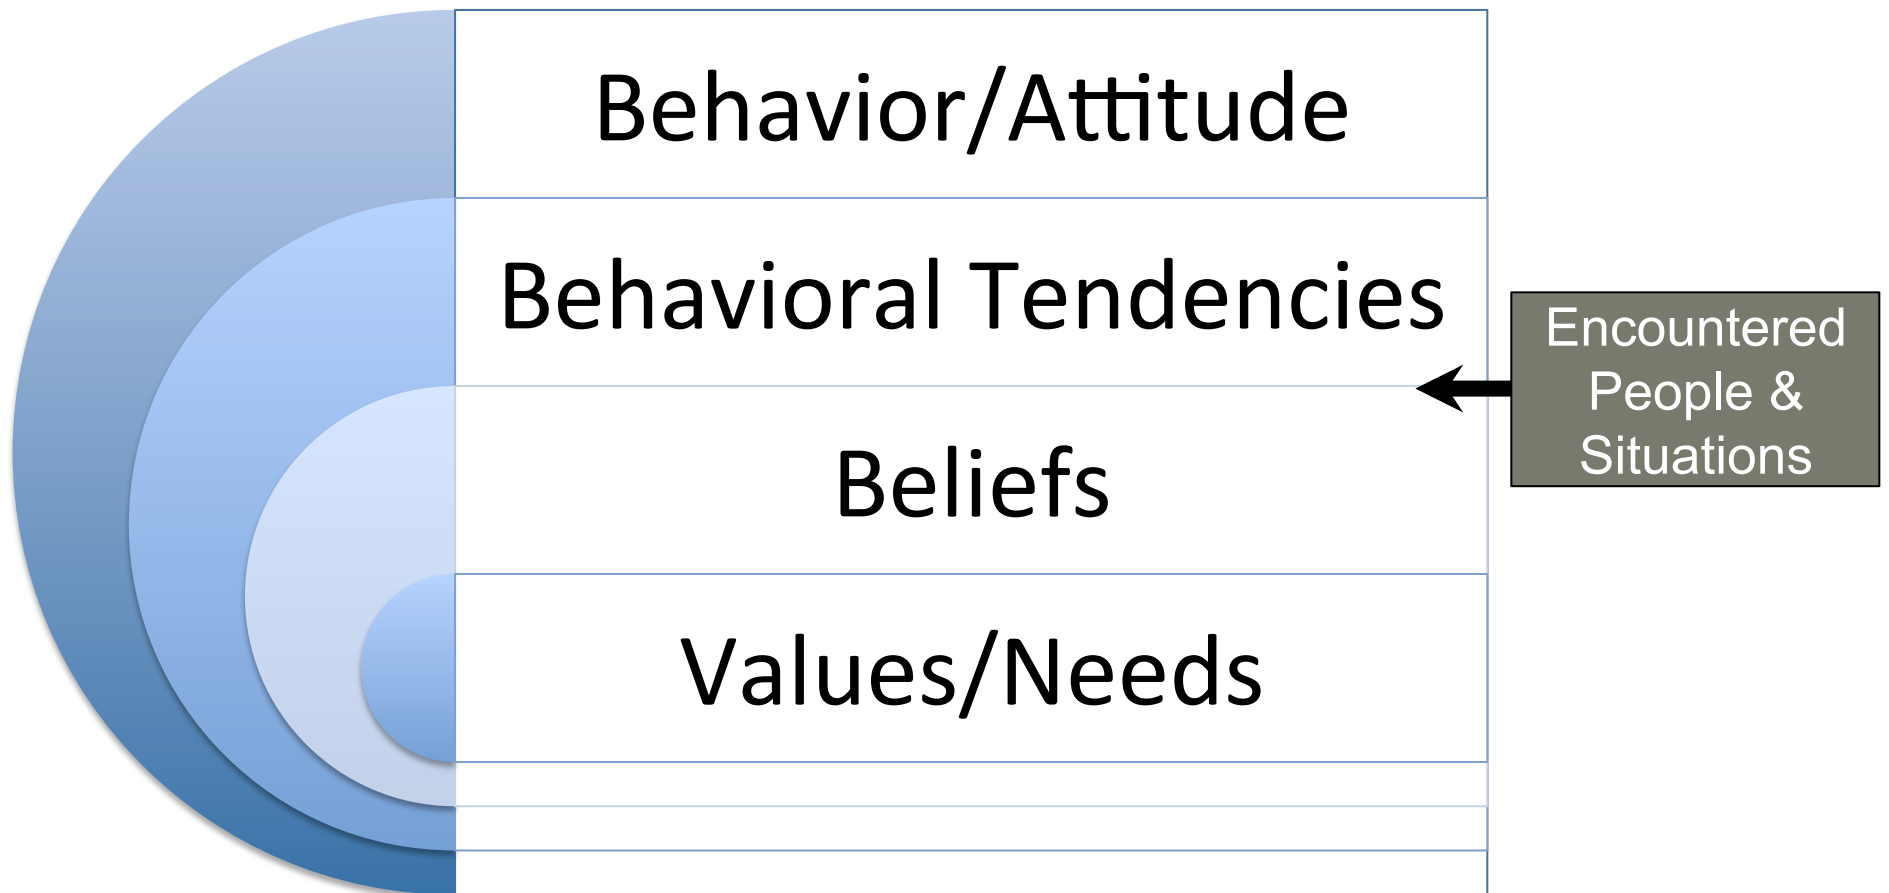 Behavior/Attitude
Behavioral Tendencies
Encountered
People &
Situations
Beliefs
Values/Needs